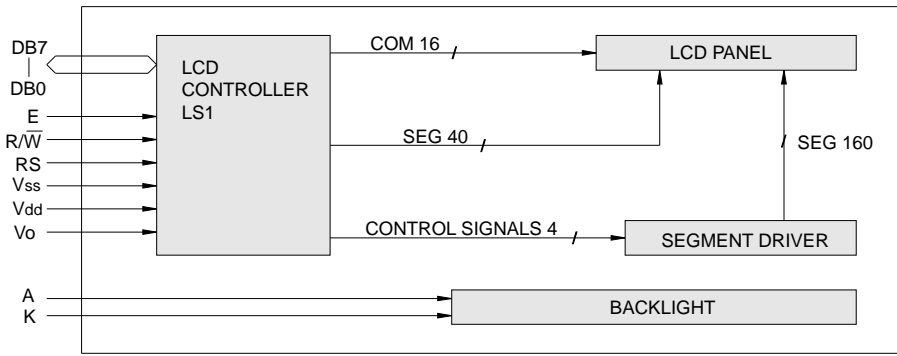 DB7
DB0
E
R/W̅
RS
Vss
Vdd
Vo
A
K
LCD
CONTROLLER
LS1
COM 16
SEG 40
CONTROL SIGNALS 4
LCD PANEL
SEG 160
SEGMENT DRIVER
BACKLIGHT